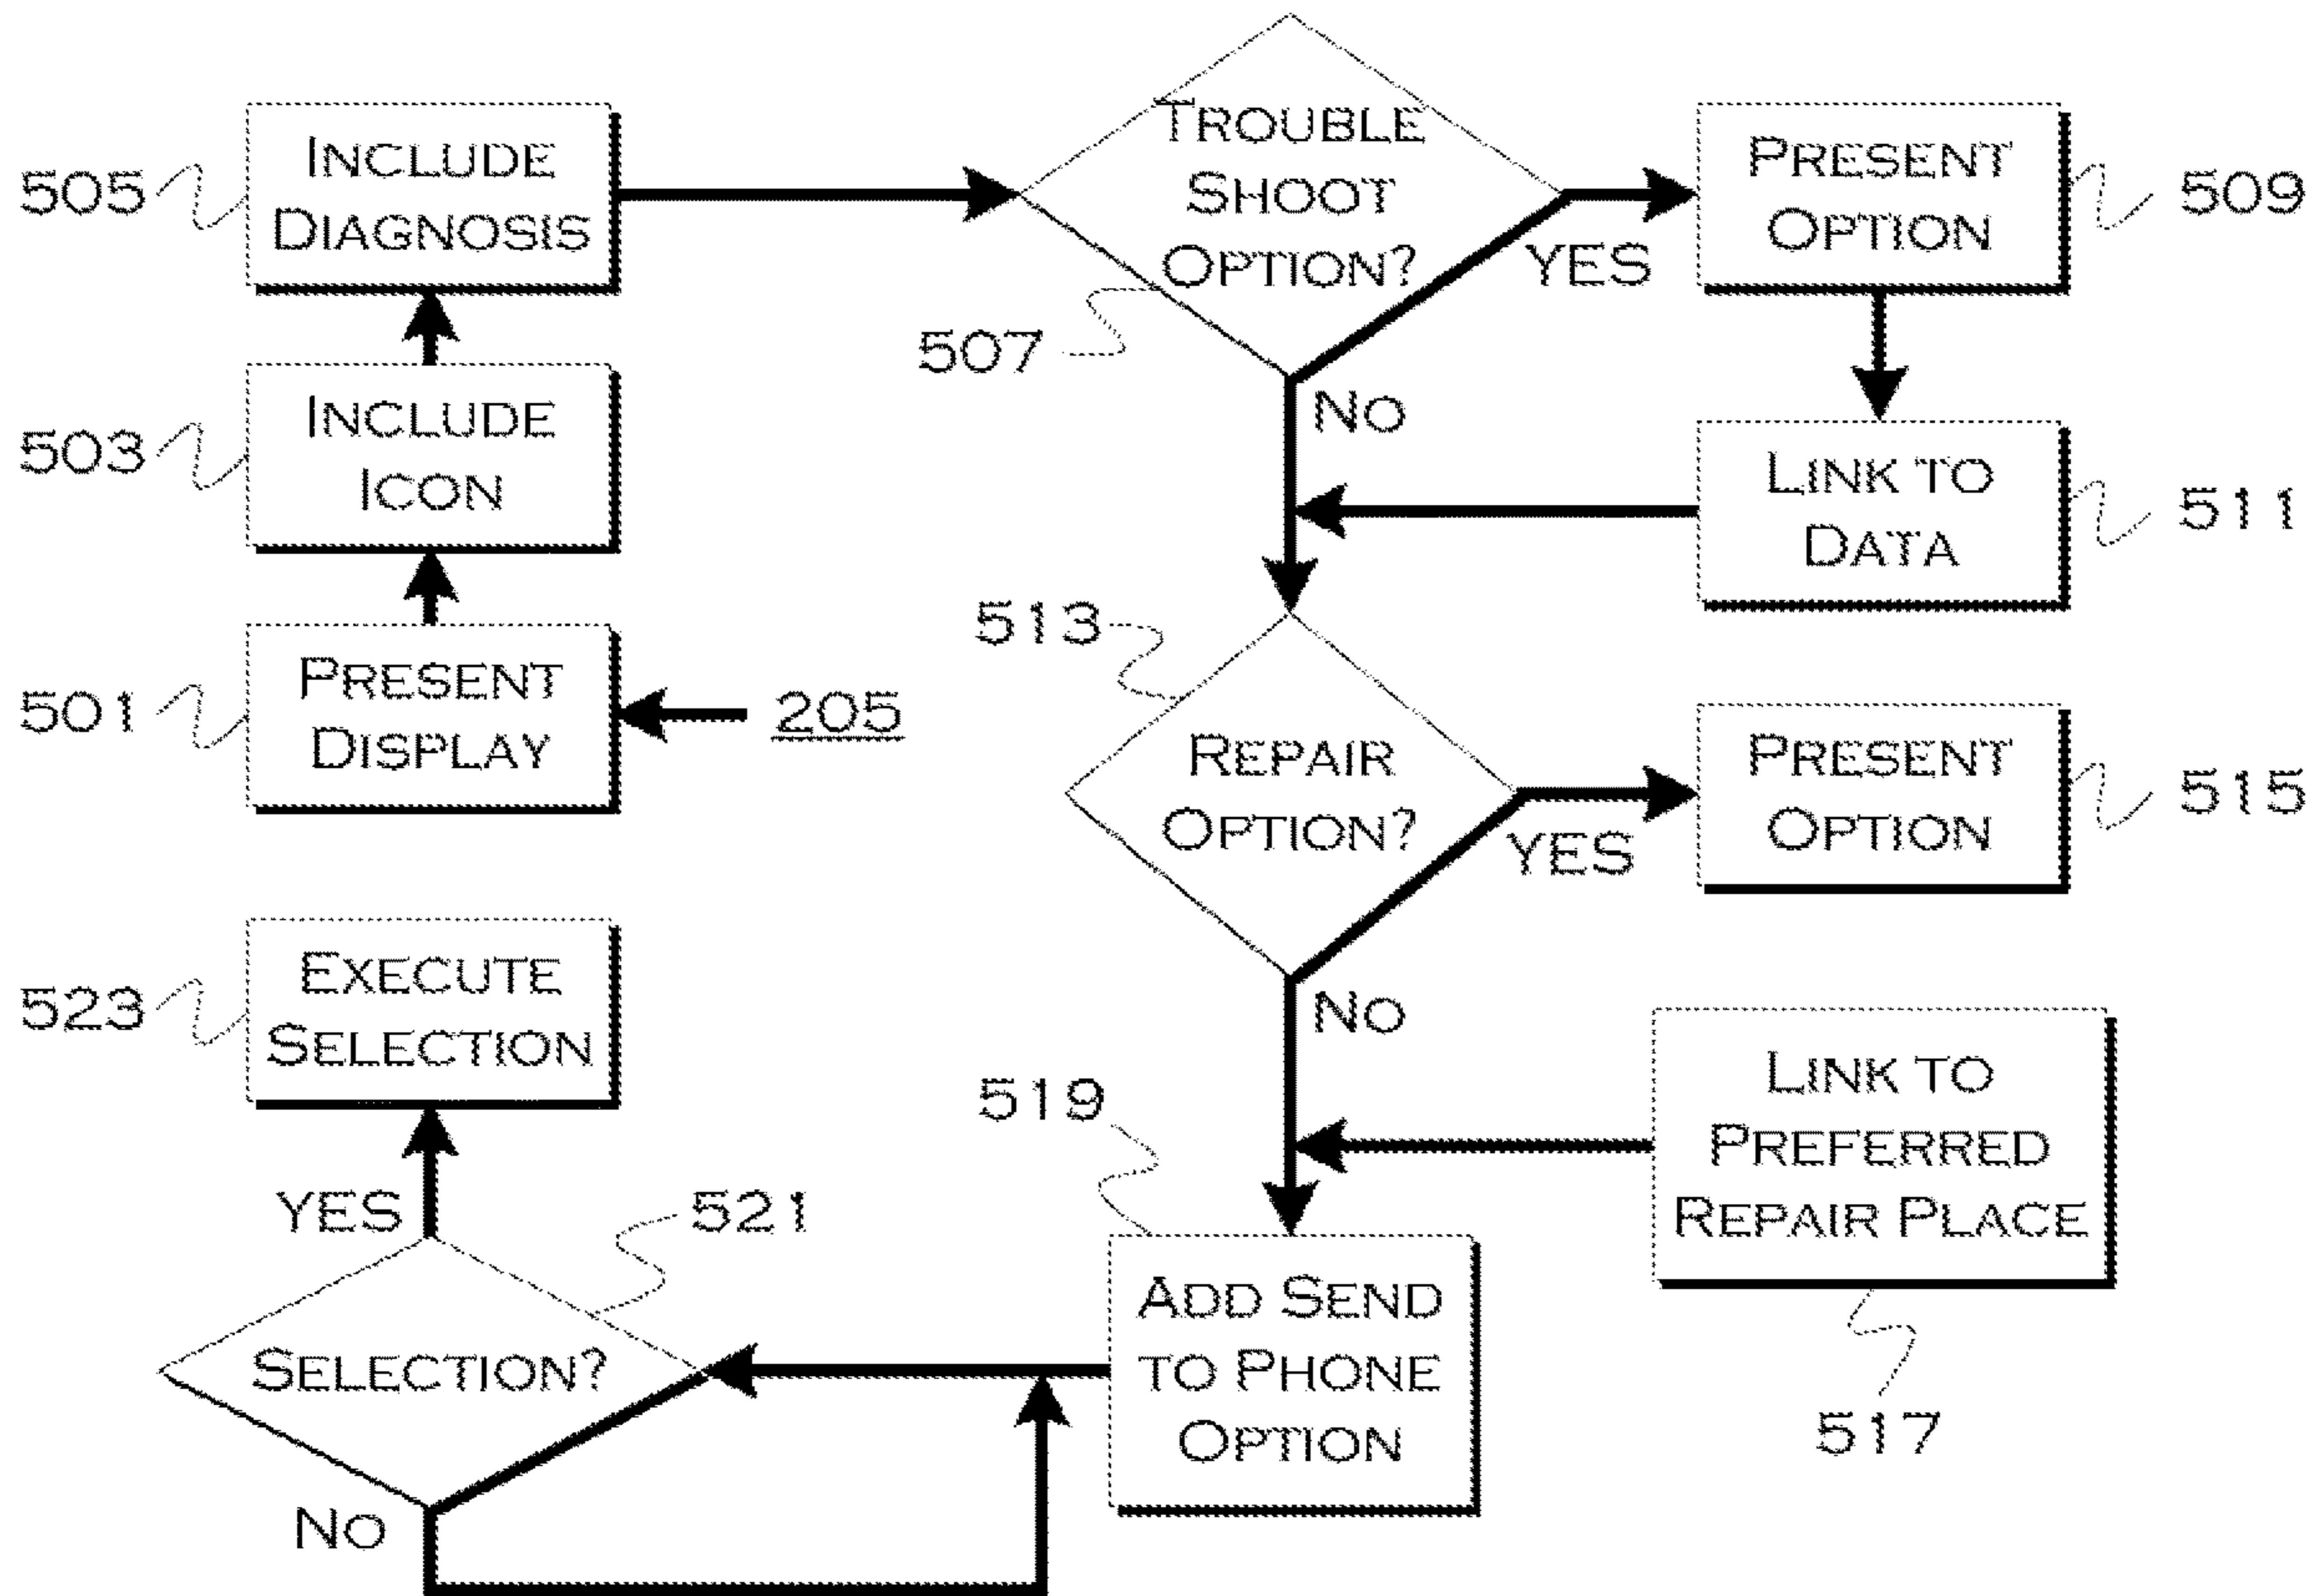 505
INCLUDE
DIAGNOSIS
TROUBLE
SHOOT
OPTION?
507
YES
NO
PRESENT
OPTION
509
503
INCLUDE
ICON
LINK TO
DATA
511
501
PRESENT
DISPLAY
205
513
REPAIR
OPTION?
YES
NO
PRESENT
OPTION
515
523
EXECUTE
SELECTION
519
LINK TO
PREFERRED
REPAIR PLACE
517
YES
521
SELECTION?
NO
ADD SEND
TO PHONE
OPTION